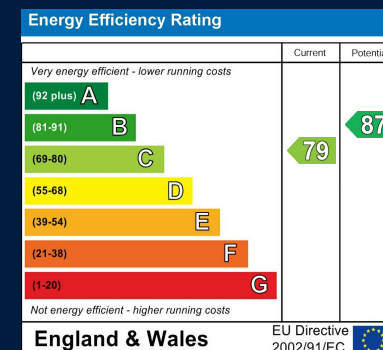 Energy Efficiency Rating
Current Potentia
Very energy efficient - lower running costs
(92 plus) A
(81-91) B
87
(69-80) C
79
(55-68) D
(39-54) E
(21-38) F
(1-20) G
Not energy efficient - higher running costs
England & Wales
EU Directive
2002/91/EC